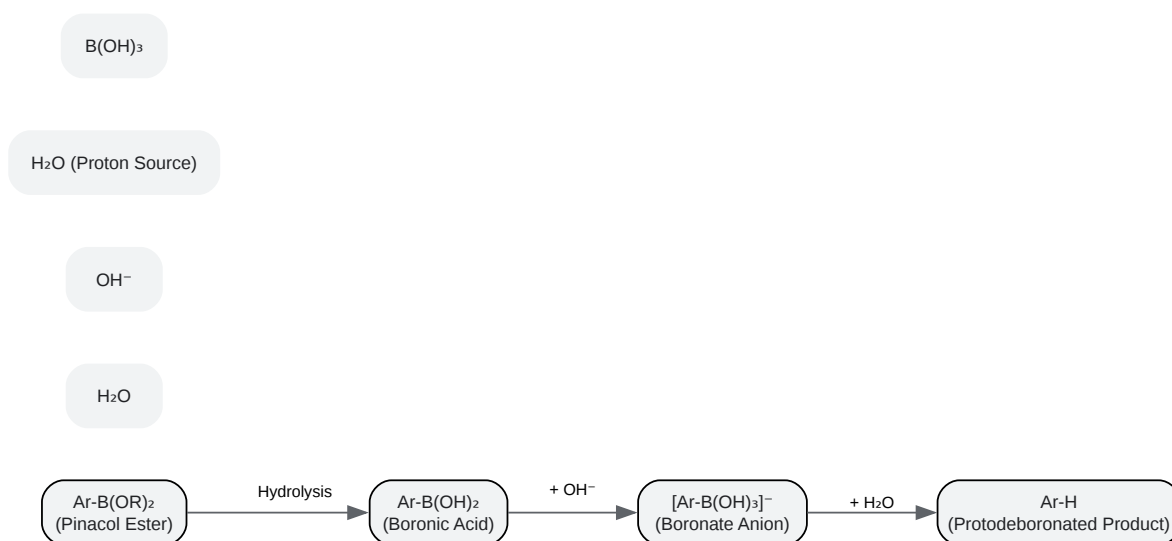 B(OH)₃
H₂O (Proton Source)
OH⁻
H₂O
Ar-B(OR)₂
(Pinacol Ester)
Hydrolysis
Ar-B(OH)₂
(Boronic Acid)
+ OH⁻
[Ar-B(OH)₃]⁻
(Boronate Anion)
+ H₂O
Ar-H
(Protodeboronated Product)